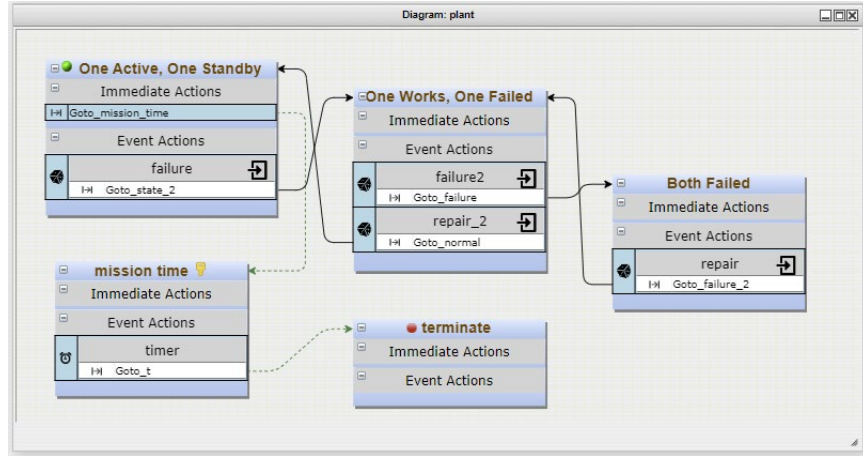 Diagram: plant
One Active, One Standby
Immediate Actions
Goto_mission_time
Event Actions
failure
Goto_state_2
One Works, One Failed
Immediate Actions
Event Actions
failure2
Goto_failure
repair_2
Goto_normal
Both Failed
Immediate Actions
Event Actions
repair
Goto_failure_2
mission time
Immediate Actions
Event Actions
timer
Goto_t
terminate
Immediate Actions
Event Actions